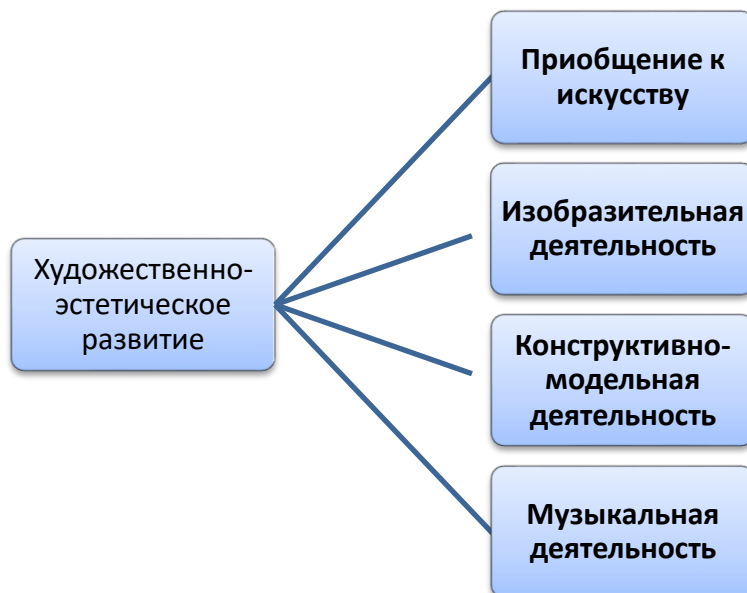 Приобщение к
искусству
Изобразительная
деятельность
Художественно-
эстетическое
развитие
Конструктивно-
модельная
деятельность
Музыкальная
деятельность